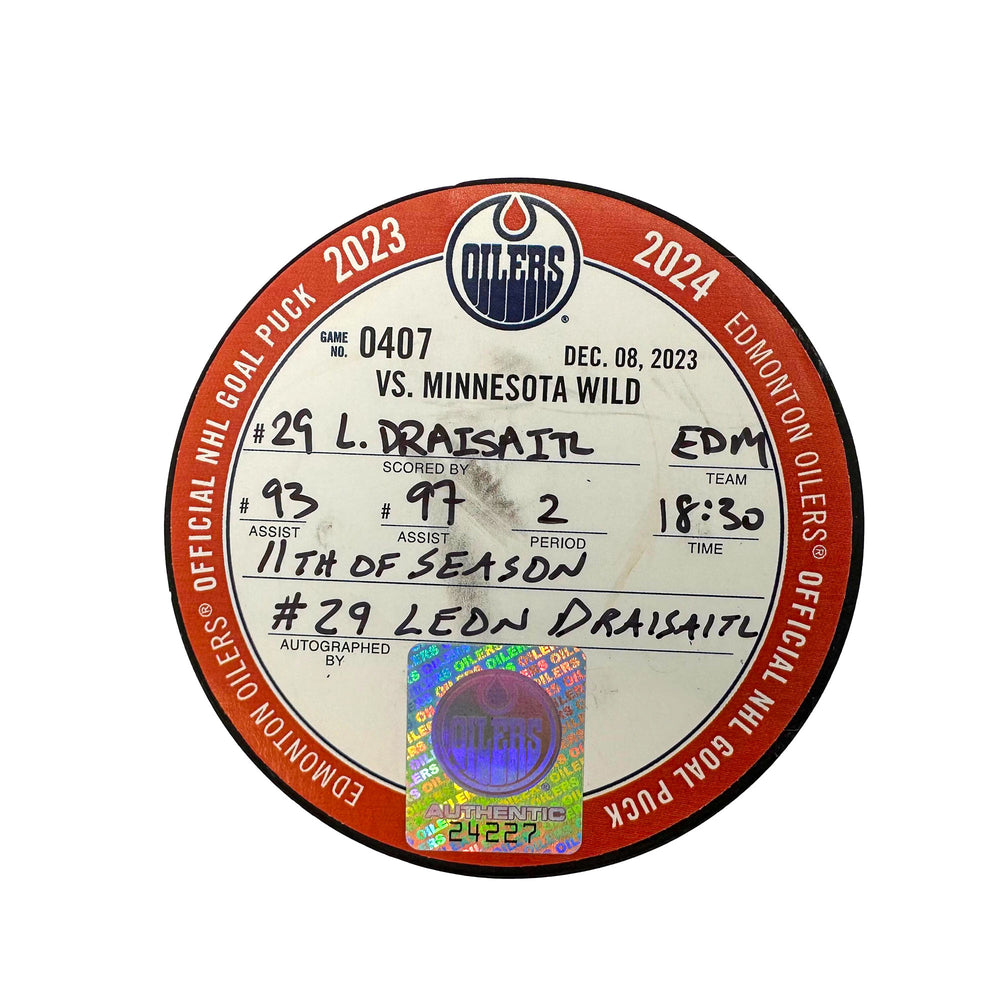 OILERS®
2023
2024
EDMONTON OILERS® OFFICIAL NHL GOAL PUCK
EDMONTON OILERS® OFFICIAL NHL GOAL PUCK
GAME NO. 0407
DEC. 08, 2023
VS. MINNESOTA WILD
#29 L. DRAISAITL EDM
SCORED BY TEAM
# 93 # 97 2 18:30
ASSIST ASSIST PERIOD TIME
11TH OF SEASON
#29 LEON DRAISAITL
AUTOGRAPHED BY
OILERS®
AUTHENTIC
24227